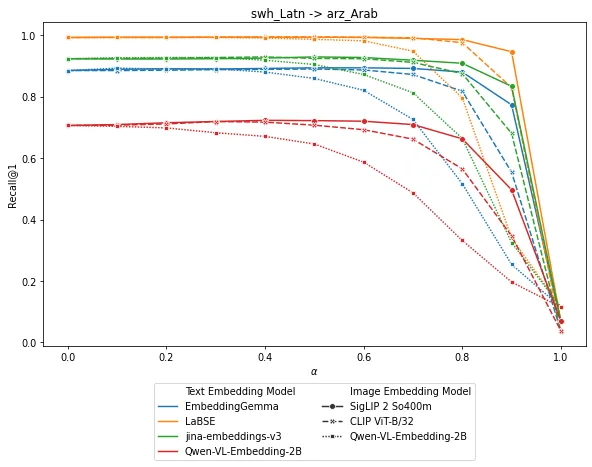 swh_Latn -> arz_Arab
Recall@1
1.0
0.8
0.6
0.4
0.2
0.0
0.0 0.2 0.4 0.6 0.8 1.0
α
Text Embedding Model Image Embedding Model
EmbeddingGemma SigLIP 2 So400m
LaBSE CLIP ViT-B/32
jina-embeddings-v3 Qwen-VL-Embedding-2B
Qwen-VL-Embedding-2B